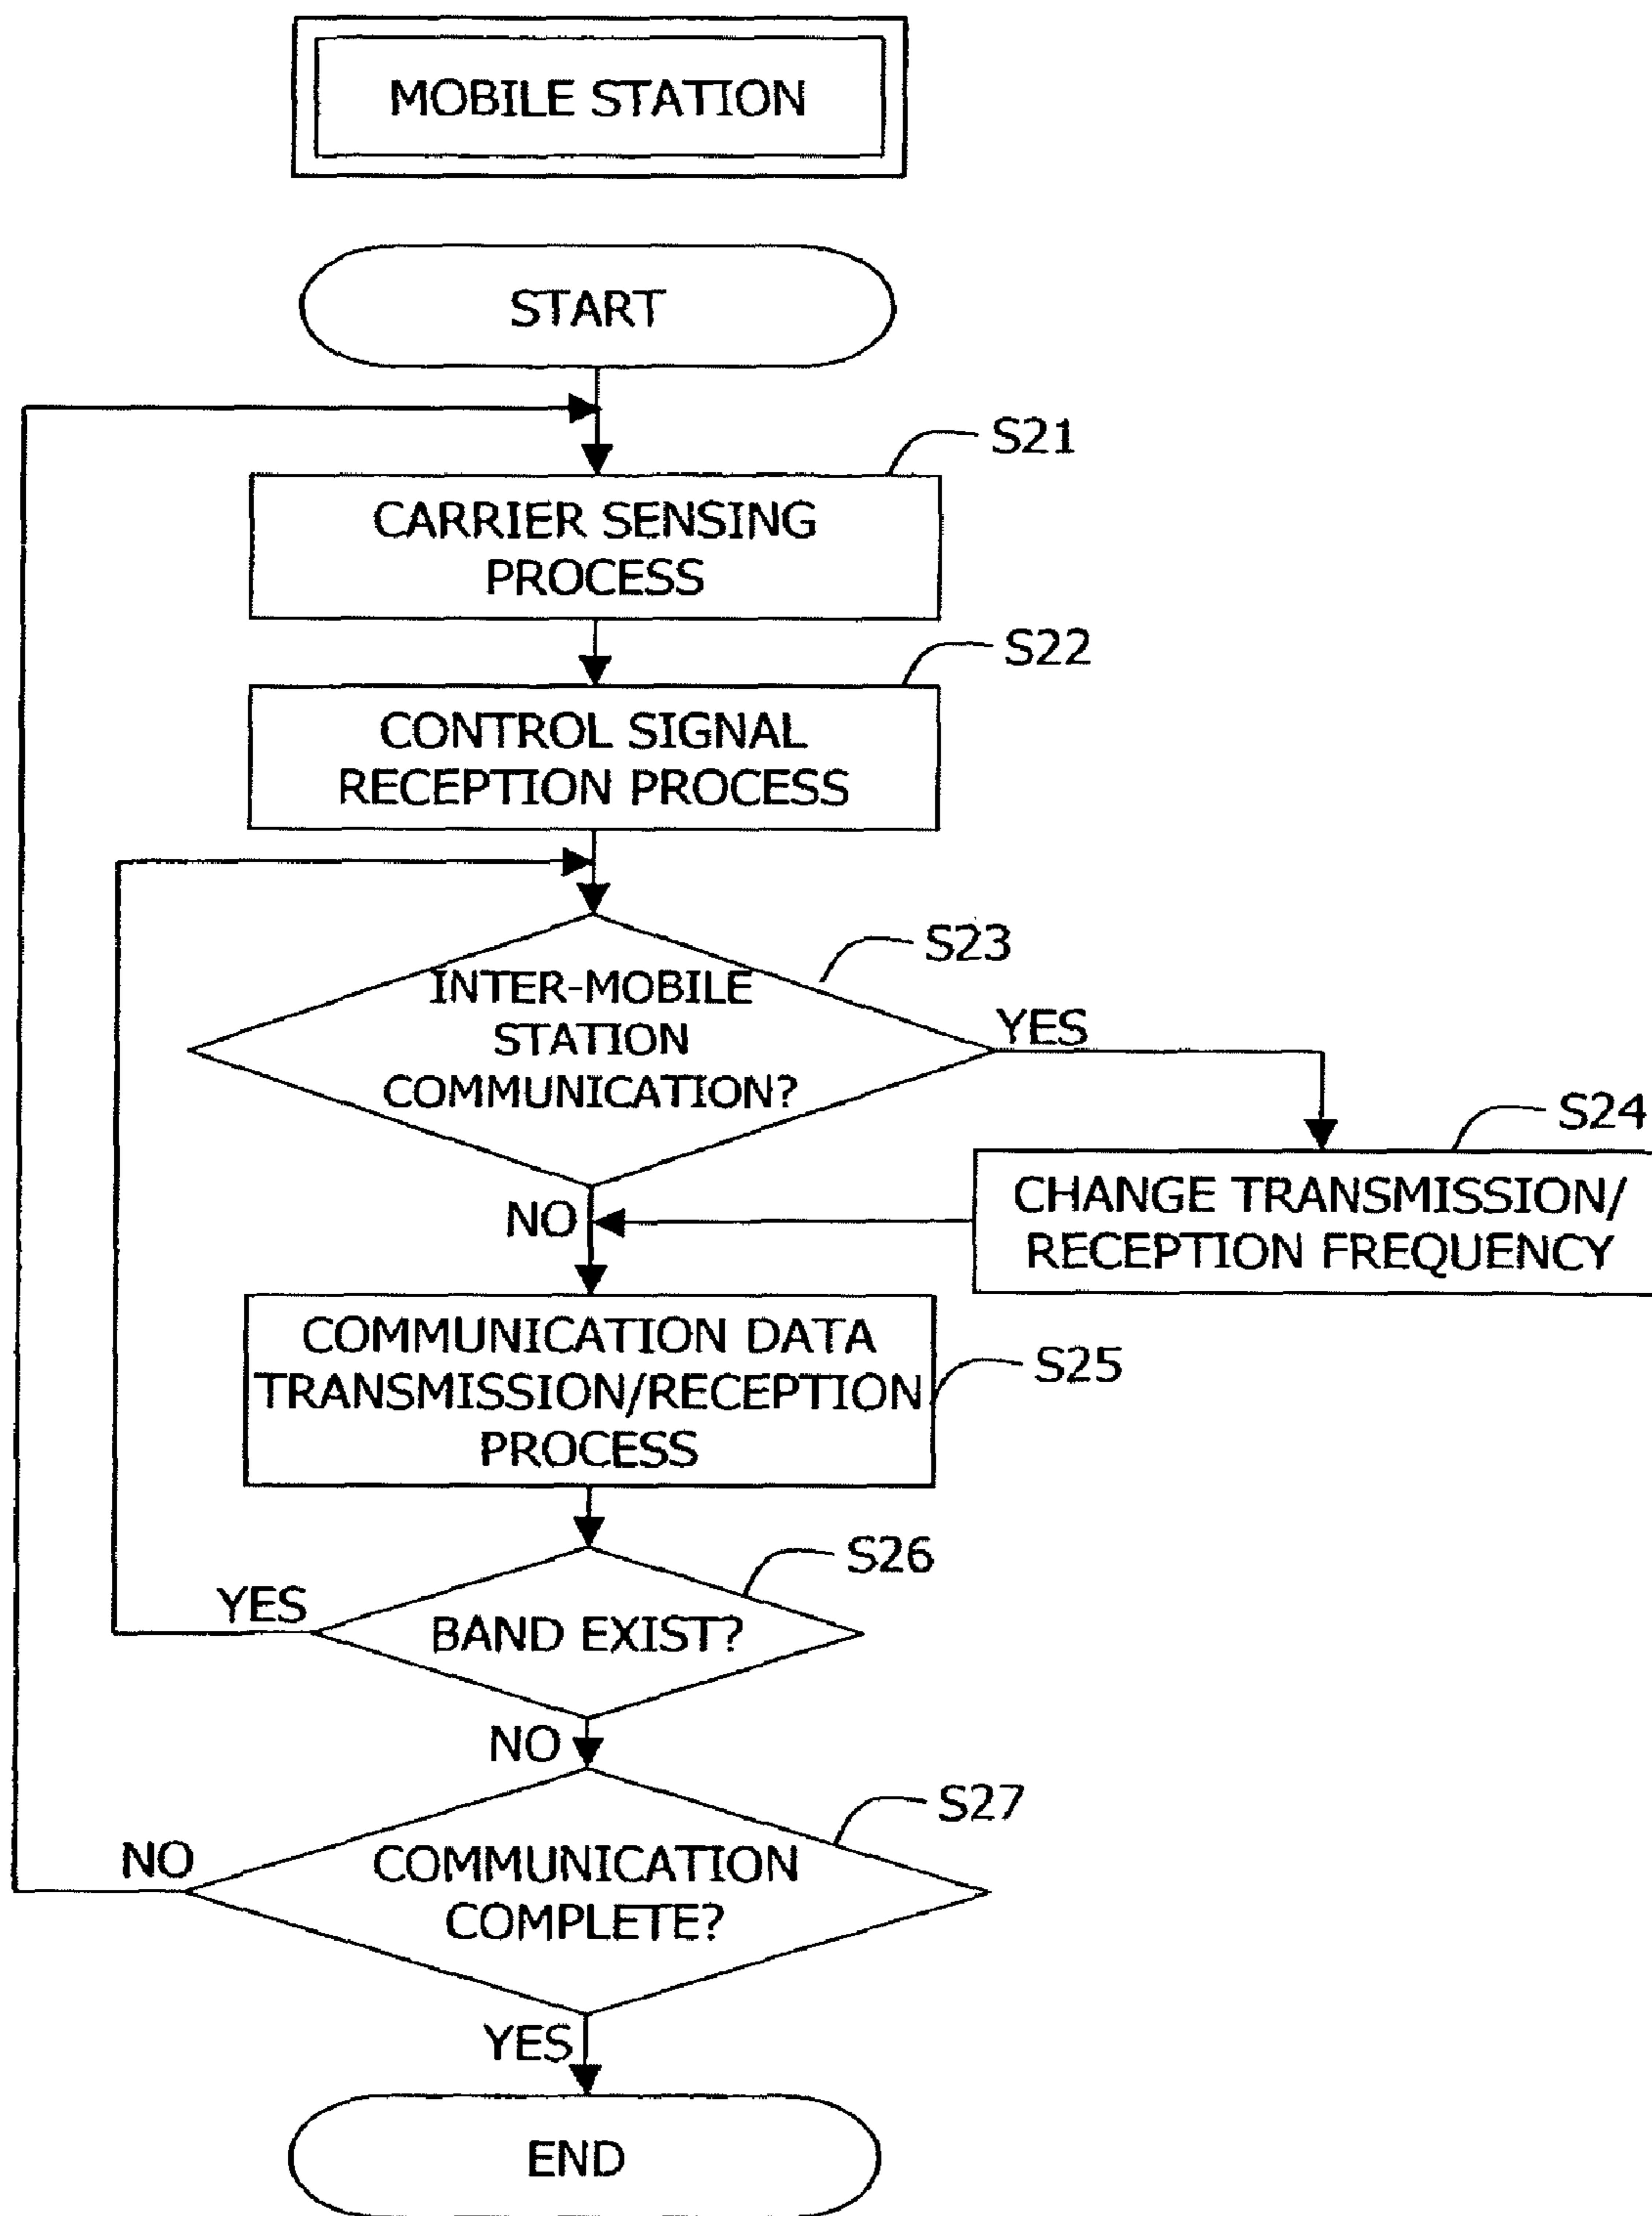 MOBILE STATION
START
S21
CARRIER SENSING
PROCESS
S22
CONTROL SIGNAL
RECEPTION PROCESS
S23
INTER-MOBILE
STATION
COMMUNICATION?
YES
S24
CHANGE TRANSMISSION/
RECEPTION FREQUENCY
NO
COMMUNICATION DATA
TRANSMISSION/RECEPTION
PROCESS
S25
S26
YES
BAND EXIST?
NO
S27
NO
COMMUNICATION
COMPLETE?
YES
END